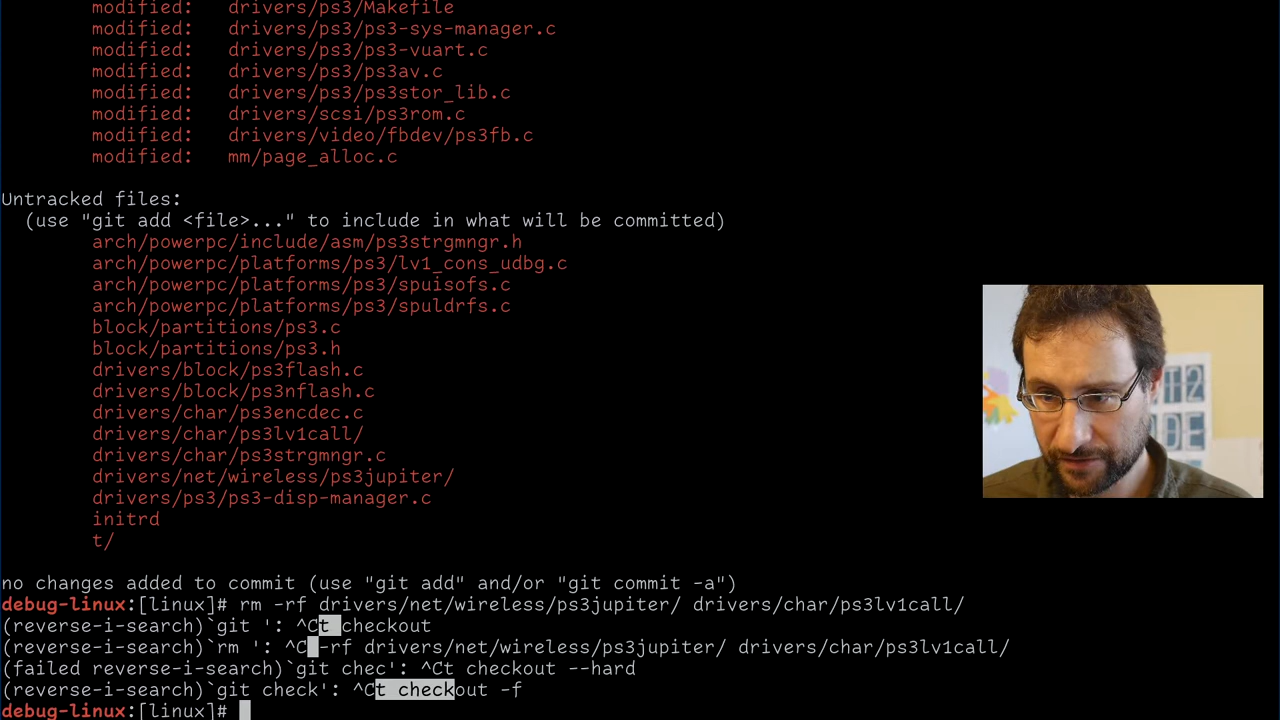 modified: drivers/ps3/Makefile
modified: drivers/ps3/ps3-sys-manager.c
modified: drivers/ps3/ps3-vuart.c
modified: drivers/ps3/ps3av.c
modified: drivers/ps3/ps3stor_lib.c
modified: drivers/scsi/ps3rom.c
modified: drivers/video/fbdev/ps3fb.c
modified: mm/page_alloc.c
Untracked files:
(use "git add <file>..." to include in what will be committed)
arch/powerpc/include/asm/ps3strgmngr.h
arch/powerpc/platforms/ps3/lv1_cons_udbg.c
arch/powerpc/platforms/ps3/spuisofs.c
arch/powerpc/platforms/ps3/spuldrfs.c
block/partitions/ps3.c
block/partitions/ps3.h
drivers/block/ps3flash.c
drivers/block/ps3nflash.c
drivers/char/ps3encdec.c
drivers/char/ps3lv1call/
drivers/char/ps3strgmngr.c
drivers/net/wireless/ps3jupiter/
drivers/ps3/ps3-disp-manager.c
initrd
t/
no changes added to commit (use "git add" and/or "git commit -a")
debug-linux:[linux]# rm -rf drivers/net/wireless/ps3jupiter/ drivers/char/ps3lv1call/
(reverse-i-search)`git ': ^Ct checkout
(reverse-i-search)`rm ': ^C -rf drivers/net/wireless/ps3jupiter/ drivers/char/ps3lv1call/
(failed reverse-i-search)`git chec': ^Ct checkout --hard
(reverse-i-search)`git check': ^Ct checkout -f
debug-linux:[linux]#